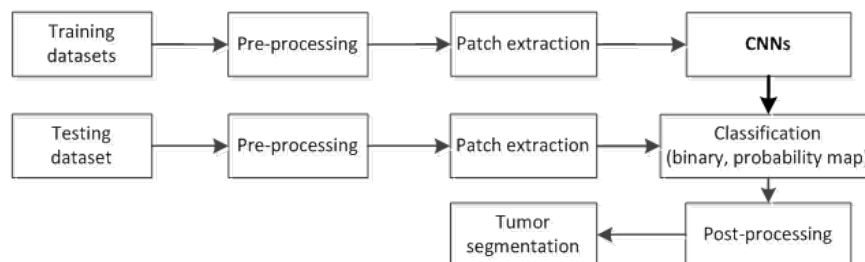 Training
datasets
Pre-processing
Patch extraction
CNNs
Testing
dataset
Pre-processing
Patch extraction
Classification
(binary, probability map)
Tumor
segmentation
Post-processing